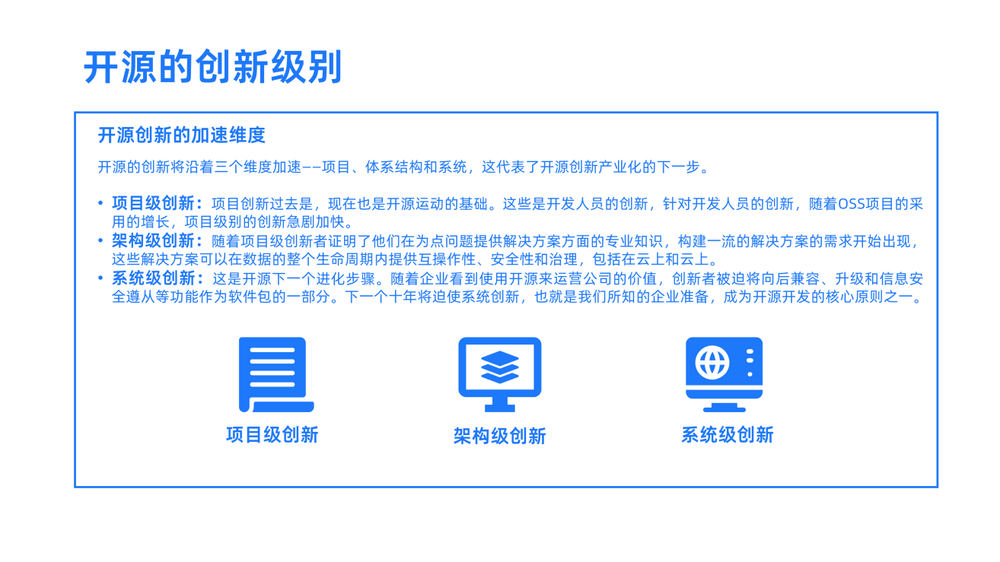 开源的创新级别
开源创新的加速维度
开源的创新将沿着三个维度加速——项目、体系结构和系统，这代表了开源创新产业化的下一步。
• 项目级创新：项目创新过去是，现在也是开源运动的基础。这些是开发人员的创新，针对开发人员的创新，随着OSS项目的采
用的增长，项目级别的创新急剧加快。
• 架构级创新：随着项目级创新者证明了他们在为点问题提供解决方案方面的专业知识，构建一流的解决方案的需求开始出现，
这些解决方案可以在数据的整个生命周期内提供互操作性、安全性和治理，包括在云上和云上。
• 系统级创新：这是开源下一个进化步骤。随着企业看到使用开源来运营公司的价值，创新者被迫将向后兼容、升级和信息安
全遵从等功能作为软件包的一部分。下一个十年将迫使系统创新，也就是我们所知的企业准备，成为开源开发的核心原则之一。
项目级创新
架构级创新
系统级创新